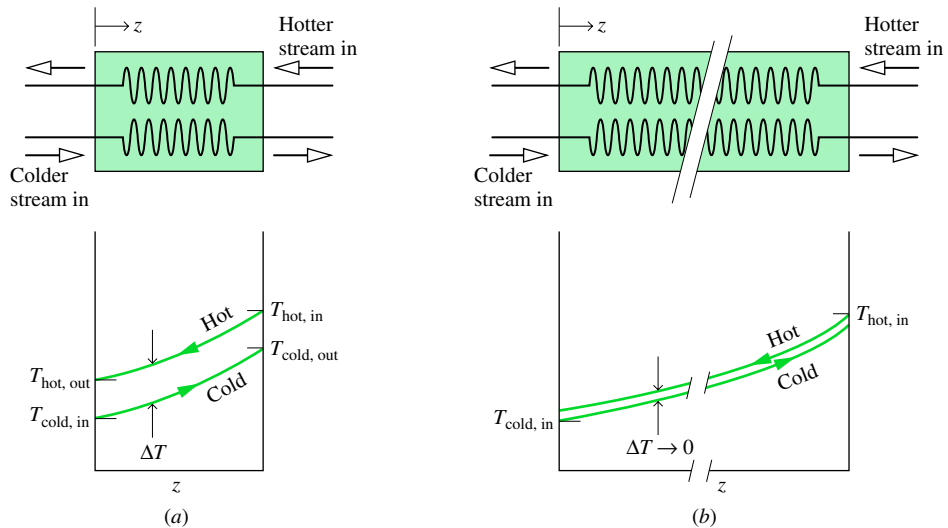 z
Hotter
stream in
Colder
stream in
T_hot, in
Hot
T_cold, out
T_hot, out
Cold
T_cold, in
ΔT
z
(a)
z
Hotter
stream in
Colder
stream in
T_hot, in
Hot
Cold
T_cold, in
ΔT → 0
z
(b)